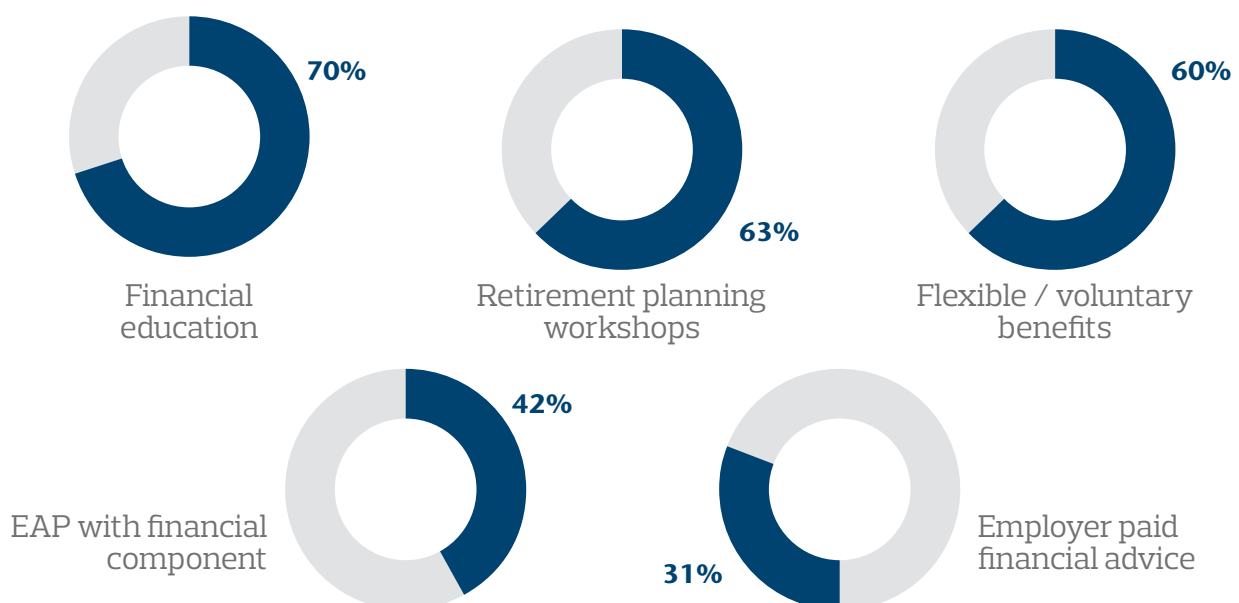 70%
Financial
education
63%
Retirement planning
workshops
60%
Flexible / voluntary
benefits
42%
EAP with financial
component
31%
Employer paid
financial advice